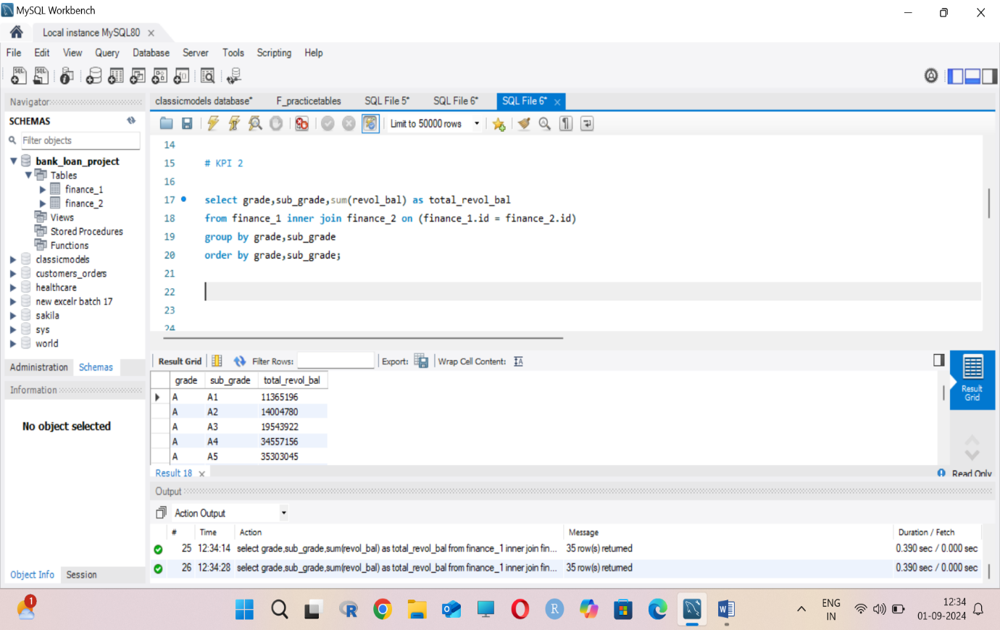 MySQL Workbench
Local instance MySQL80
File Edit View Query Database Server Tools Scripting Help
Navigator
SCHEMAS
Filter objects
bank_loan_project
Tables
finance_1
finance_2
Views
Stored Procedures
Functions
classicmodels
customers_orders
healthcare
new excelr batch 17
sakila
sys
world
Administration Schemas
Information
No object selected
Object Info Session
classicmodels database* F_practicetables SQL File 5* SQL File 6* SQL File 6*
Limit to 50000 rows
14
15 # KPI 2
16
17 select grade,sub_grade,sum(revol_bal) as total_revol_bal
18 from finance_1 inner join finance_2 on (finance_1.id = finance_2.id)
19 group by grade,sub_grade
20 order by grade,sub_grade;
21
22
23
24
Result Grid Filter Rows: Export: Wrap Cell Content:
grade sub_grade total_revol_bal
A A1 11365196
A A2 14004780
A A3 19543922
A A4 34557156
A A5 35303045
Result Grid
Result 18
Read Only
Output
Action Output
# Time Action Message Duration / Fetch
25 12:34:14 select grade,sub_grade,sum(revol_bal) as total_revol_bal from finance_1 inner join fin... 35 row(s) returned 0.390 sec / 0.000 sec
26 12:34:28 select grade,sub_grade,sum(revol_bal) as total_revol_bal from finance_1 inner join fin... 35 row(s) returned 0.390 sec / 0.000 sec
1
ENG
IN
12:34
01-09-2024